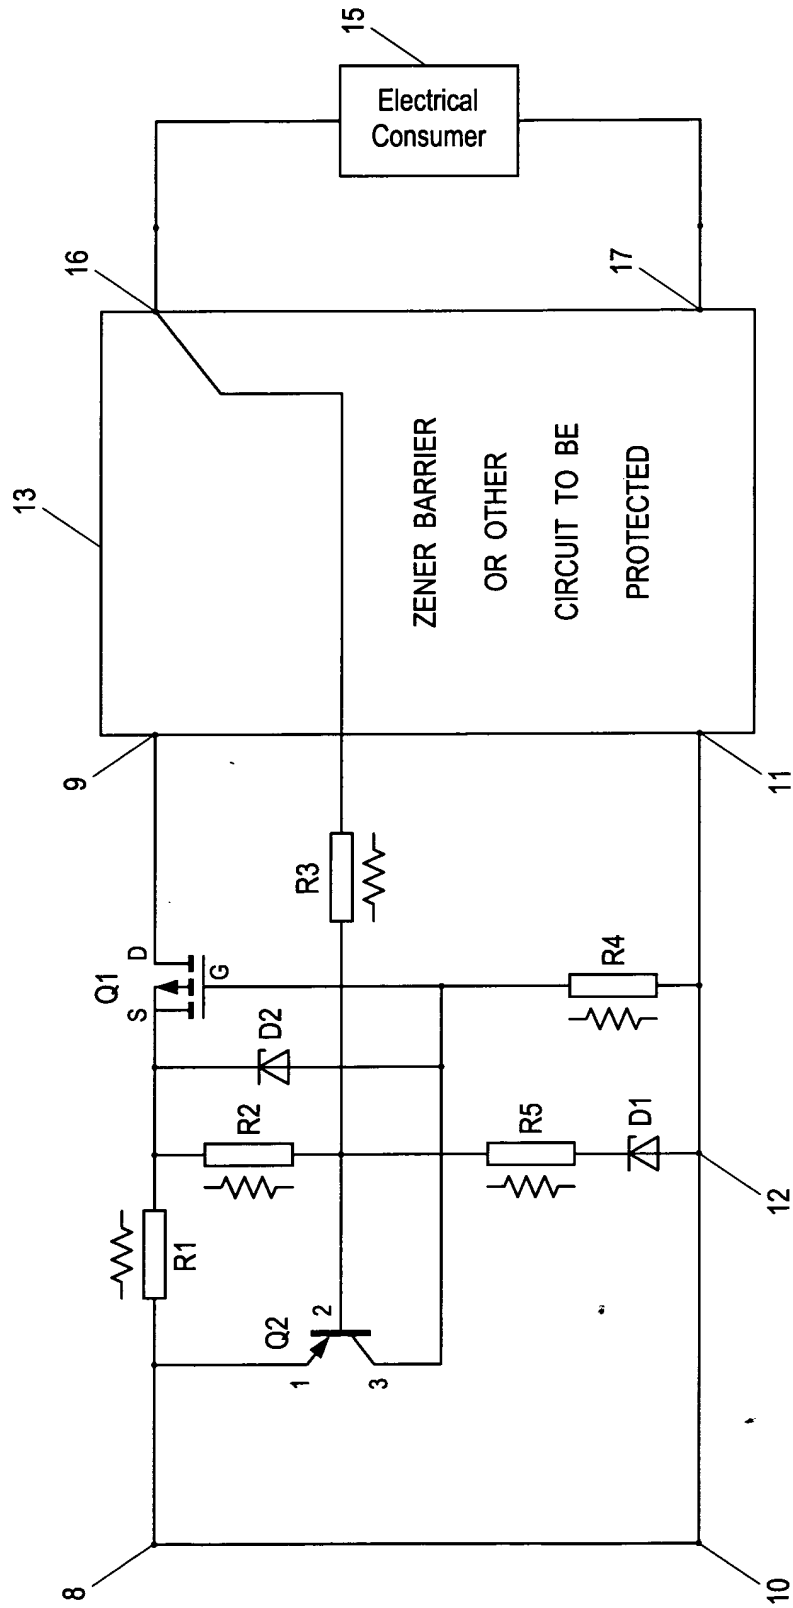 15
Electrical
Consumer
16
17
13
ZENER BARRIER
OR OTHER
CIRCUIT TO BE
PROTECTED
9
11
R3
Q1
D
S
G
R4
D2
R2
R5
D1
12
R1
Q2
1
2
3
8
10